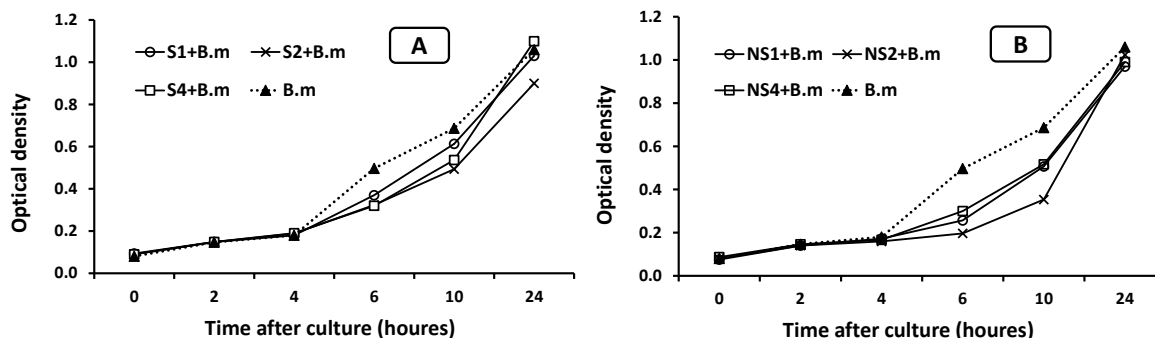 A
S1+B.m
S2+B.m
S4+B.m
B.m
Optical density
1.2
1.0
0.8
0.6
0.4
0.2
0.0
0
2
4
6
10
24
Time after culture (houres)
B
NS1+B.m
NS2+B.m
NS4+B.m
B.m
Optical density
1.2
1.0
0.8
0.6
0.4
0.2
0.0
0
2
4
6
10
24
Time after culture (houres)